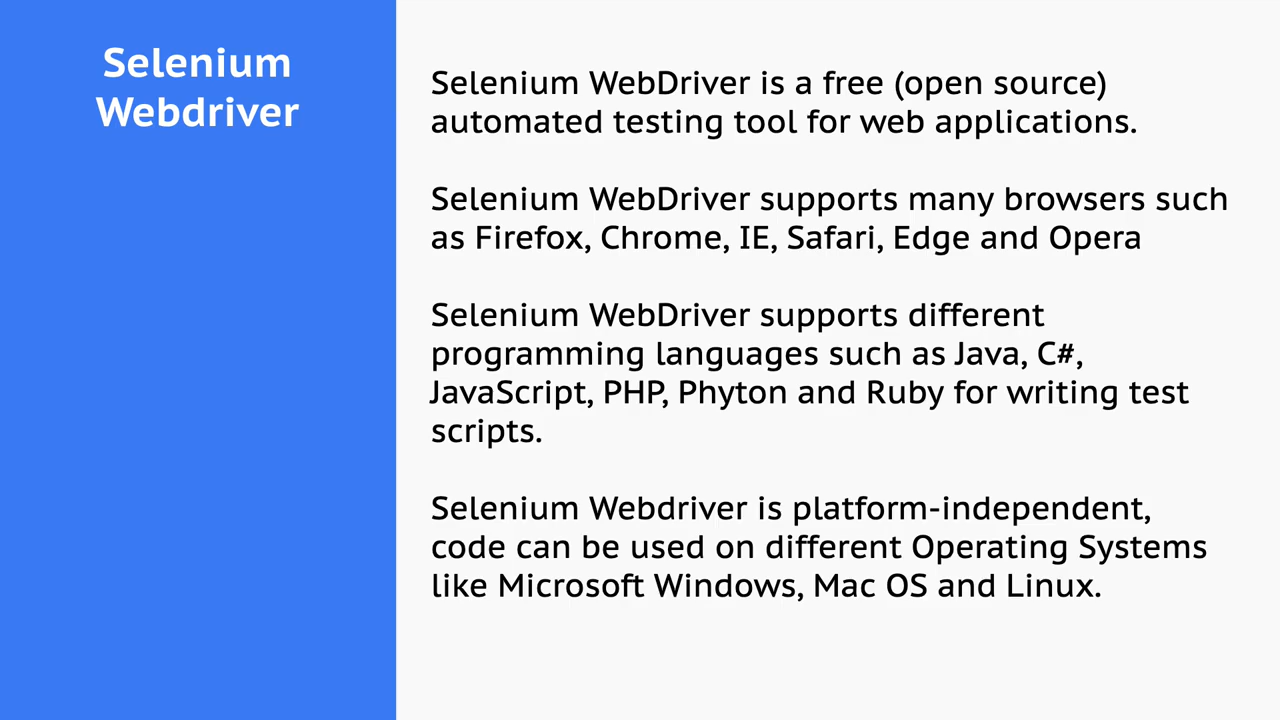 Selenium
Webdriver
Selenium WebDriver is a free (open source)
automated testing tool for web applications.
Selenium WebDriver supports many browsers such
as Firefox, Chrome, IE, Safari, Edge and Opera
Selenium WebDriver supports different
programming languages such as Java, C#,
JavaScript, PHP, Phyton and Ruby for writing test
scripts.
Selenium Webdriver is platform-independent,
code can be used on different Operating Systems
like Microsoft Windows, Mac OS and Linux.